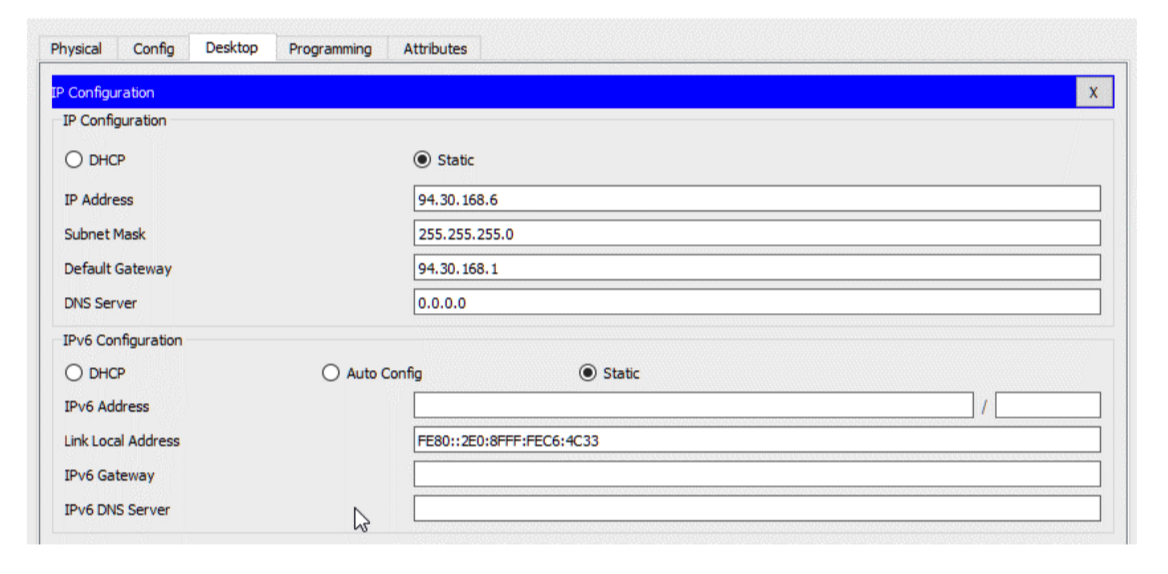 Physical Config Desktop Programming Attributes
IP Configuration X
IP Configuration
DHCP Static
IP Address 94.30.168.6
Subnet Mask 255.255.255.0
Default Gateway 94.30.168.1
DNS Server 0.0.0.0
IPv6 Configuration
DHCP Auto Config Static
IPv6 Address /
Link Local Address FE80::2E0:8FFF:FEC6:4C33
IPv6 Gateway
IPv6 DNS Server